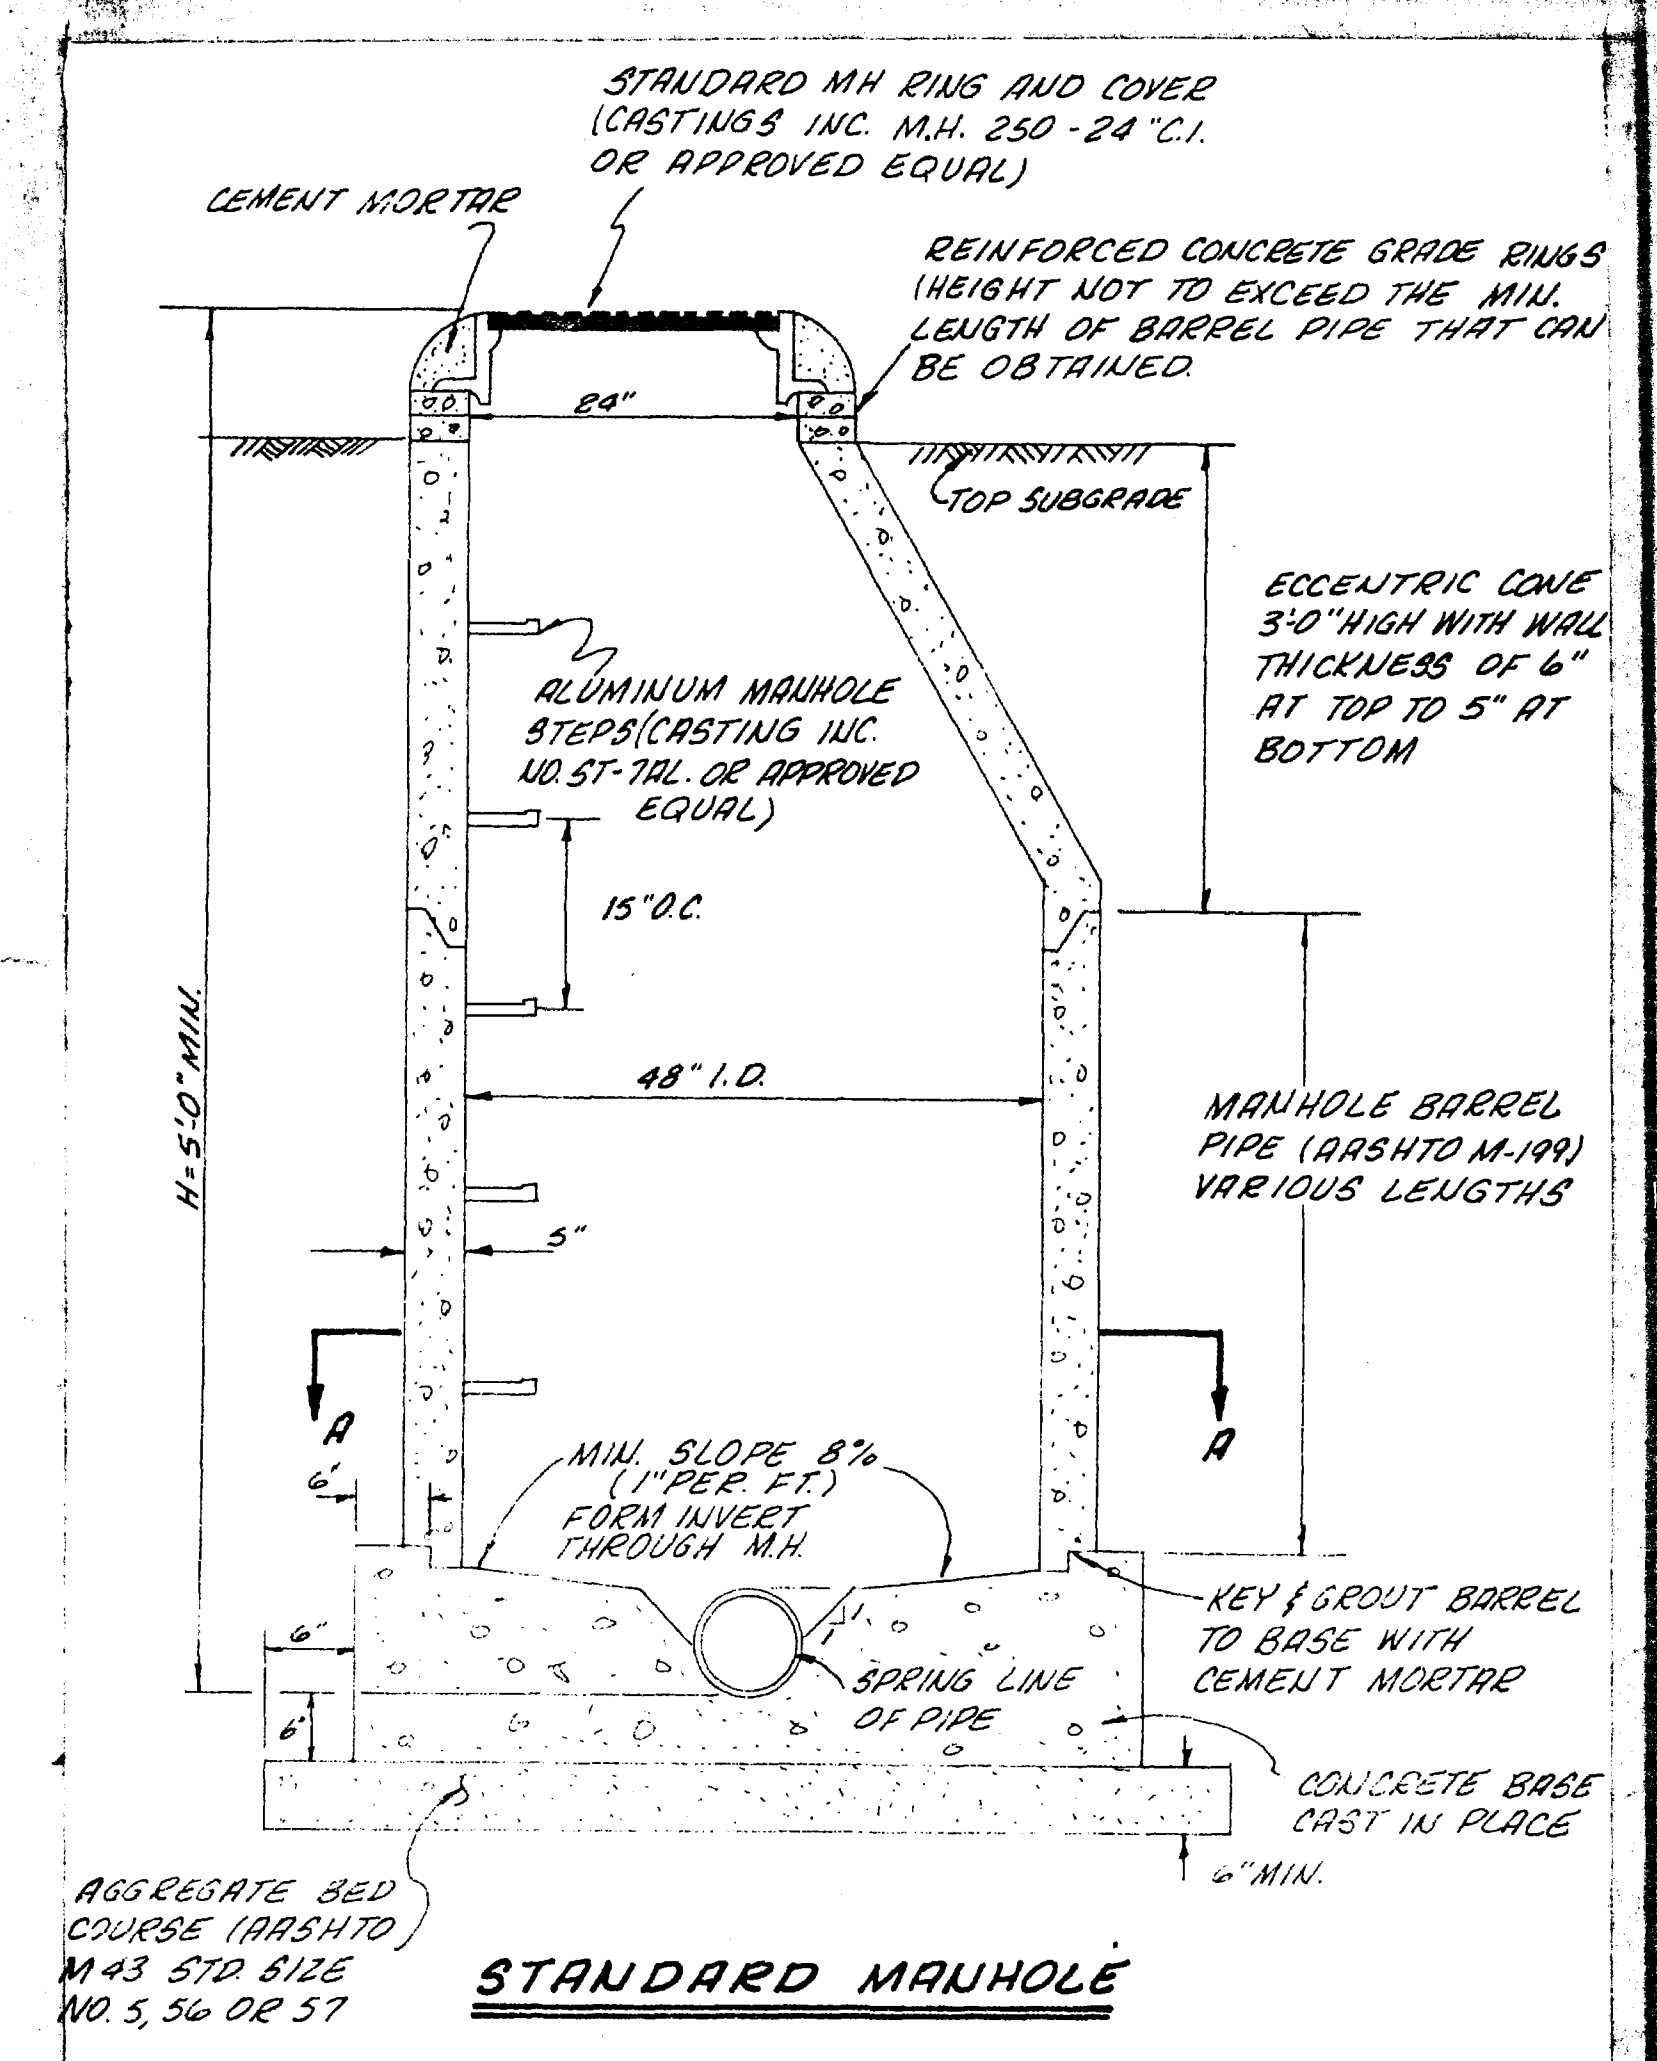 STANDARD MH RING AND COVER
(CASTINGS INC. M.H. 250 - 24 "C.I.
OR APPROVED EQUAL)
CEMENT MORTAR
REINFORCED CONCRETE GRADE RINGS
(HEIGHT NOT TO EXCEED THE MIN.
LENGTH OF BARREL PIPE THAT CAN
BE OBTAINED.
24"
TOP SUBGRADE
ECCENTRIC CONE
3'-0" HIGH WITH WALL
THICKNESS OF 6"
AT TOP TO 5" AT
BOTTOM
ALUMINUM MANHOLE
STEPS (CASTING INC.
NO. ST-7AL. OR APPROVED
EQUAL)
15" O.C.
H = 5'-0" MIN.
48" I.D.
MANHOLE BARREL
PIPE (AASHTO M-199)
VARIOUS LENGTHS
5"
A
A
MIN. SLOPE 8%
(1" PER. FT.)
FORM INVERT
THROUGH M.H.
6'
KEY & GROUT BARREL
TO BASE WITH
CEMENT MORTAR
6"
SPRING LINE
OF PIPE
6"
CONCRETE BASE
CAST IN PLACE
6" MIN.
AGGREGATE BED
COURSE (AASHTO
M 43 STD. SIZE
NO. 5, 56 OR 57
STANDARD MANHOLE